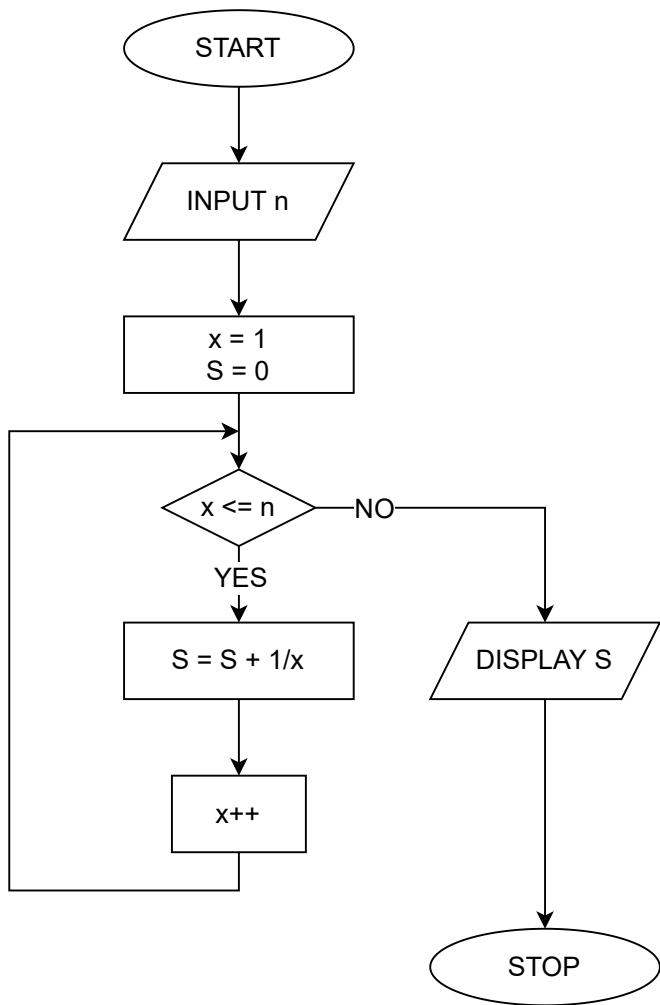 START
INPUT n
x = 1
S = 0
x <= n
NO
YES
S = S + 1/x
DISPLAY S
x++
STOP